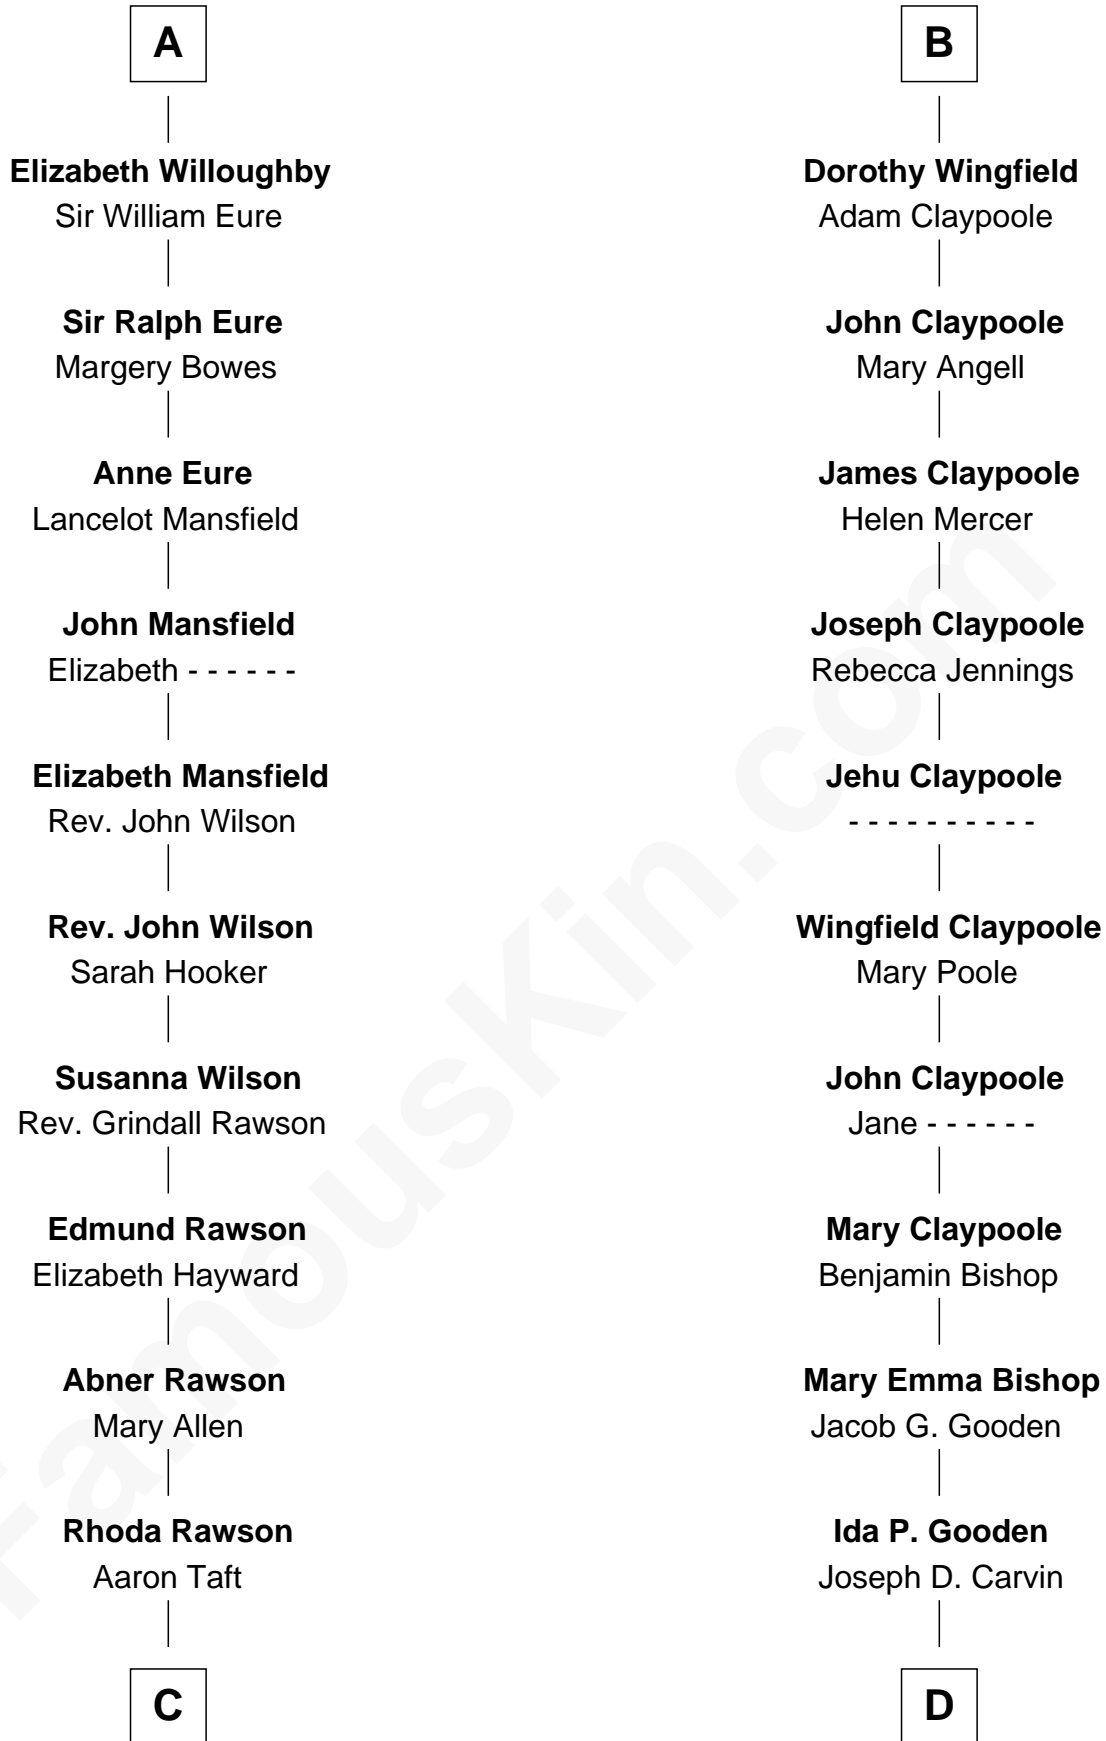 A
Elizabeth Willoughby
Sir William Eure
Sir Ralph Eure
Margery Bowes
Anne Eure
Lancelot Mansfield
John Mansfield
Elizabeth - - - - - -
Elizabeth Mansfield
Rev. John Wilson
Rev. John Wilson
Sarah Hooker
Susanna Wilson
Rev. Grindall Rawson
Edmund Rawson
Elizabeth Hayward
Abner Rawson
Mary Allen
Rhoda Rawson
Aaron Taft
C
B
Dorothy Wingfield
Adam Claypoole
John Claypoole
Mary Angell
James Claypoole
Helen Mercer
Joseph Claypoole
Rebecca Jennings
Jehu Claypoole
- - - - - - - - - -
Wingfield Claypoole
Mary Poole
John Claypoole
Jane - - - - - -
Mary Claypoole
Benjamin Bishop
Mary Emma Bishop
Jacob G. Gooden
Ida P. Gooden
Joseph D. Carvin
D
FamousKin.com